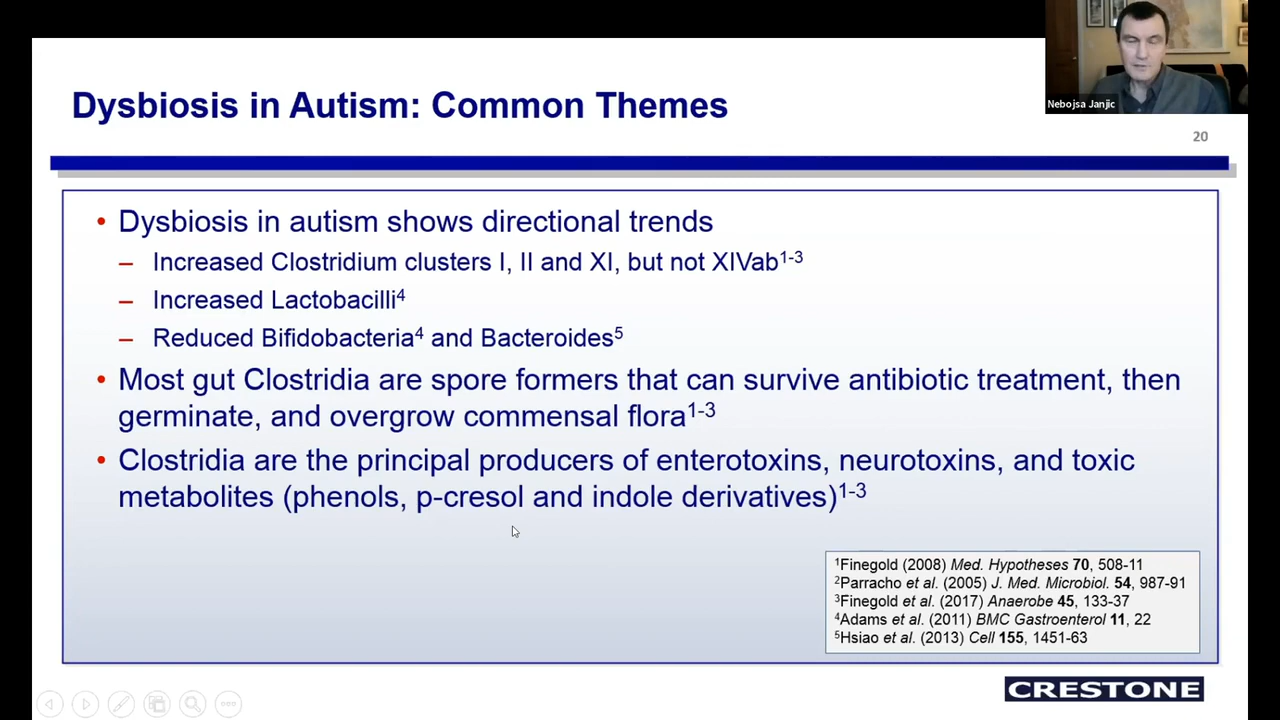 Dysbiosis in Autism: Common Themes
Nebojsa Janjic
20
• Dysbiosis in autism shows directional trends
– Increased Clostridium clusters I, II and XI, but not XIVab1-3
– Increased Lactobacilli4
– Reduced Bifidobacteria4 and Bacteroides5
• Most gut Clostridia are spore formers that can survive antibiotic treatment, then
germinate, and overgrow commensal flora1-3
• Clostridia are the principal producers of enterotoxins, neurotoxins, and toxic
metabolites (phenols, p-cresol and indole derivatives)1-3
1Finegold (2008) Med. Hypotheses 70, 508-11
2Parracho et al. (2005) J. Med. Microbiol. 54, 987-91
3Finegold et al. (2017) Anaerobe 45, 133-37
4Adams et al. (2011) BMC Gastroenterol 11, 22
5Hsiao et al. (2013) Cell 155, 1451-63
CRESTONE